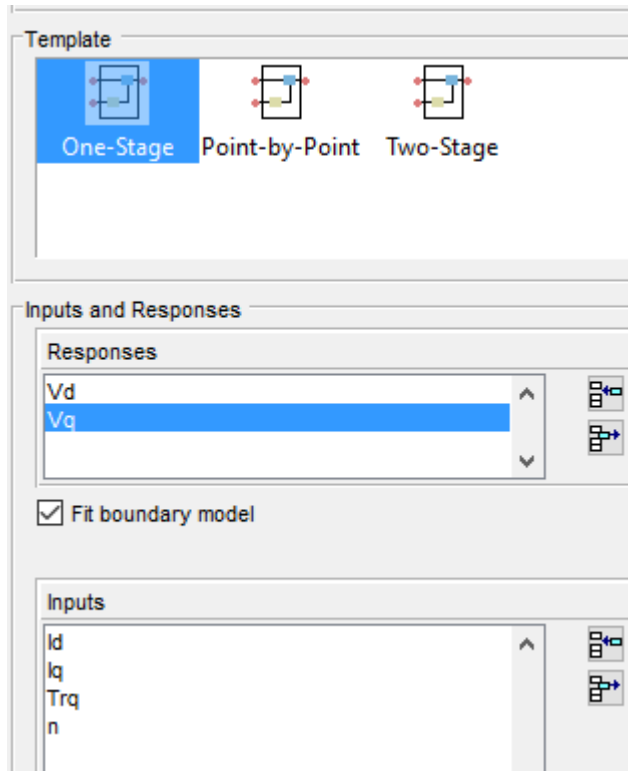 Template
One-Stage Point-by-Point Two-Stage
Inputs and Responses
Responses
Vd
Vq
Fit boundary model
Inputs
Id
Iq
Trq
n